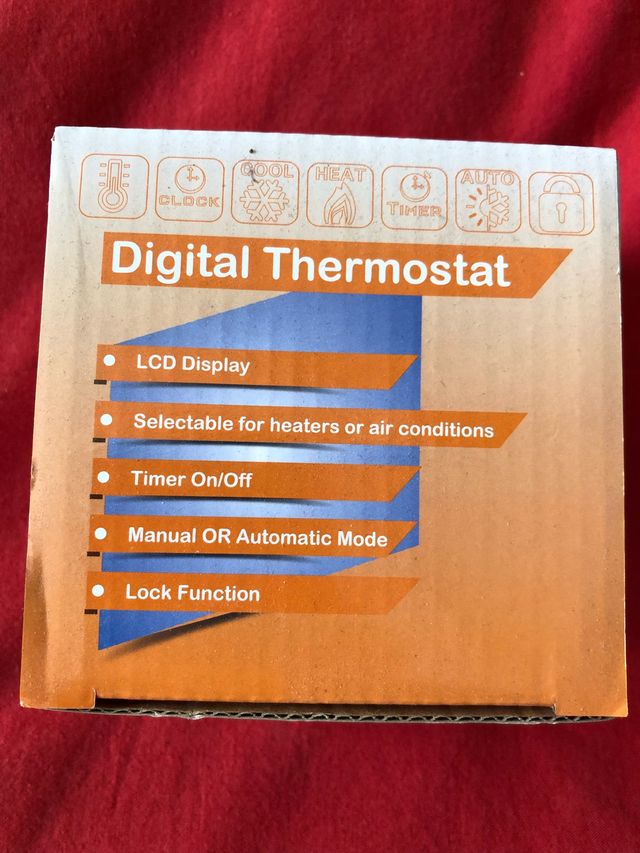 CLOCK COOL HEAT TIMER AUTO
Digital Thermostat
LCD Display
Selectable for heaters or air conditions
Timer On/Off
Manual OR Automatic Mode
Lock Function